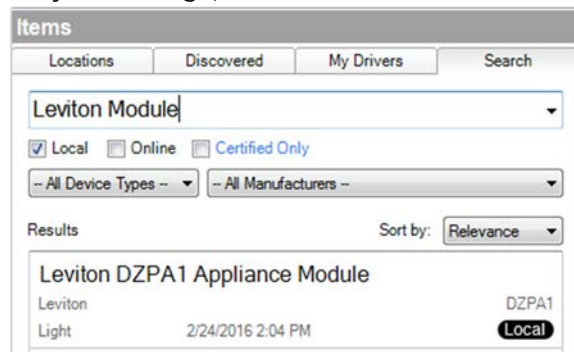 Items
Locations Discovered My Drivers Search
Leviton Module
Local Online Certified Only
-- All Device Types -- -- All Manufacturers --
Results Sort by: Relevance
Leviton DZPA1 Appliance Module
Leviton DZPA1
Light 2/24/2016 2:04 PM Local